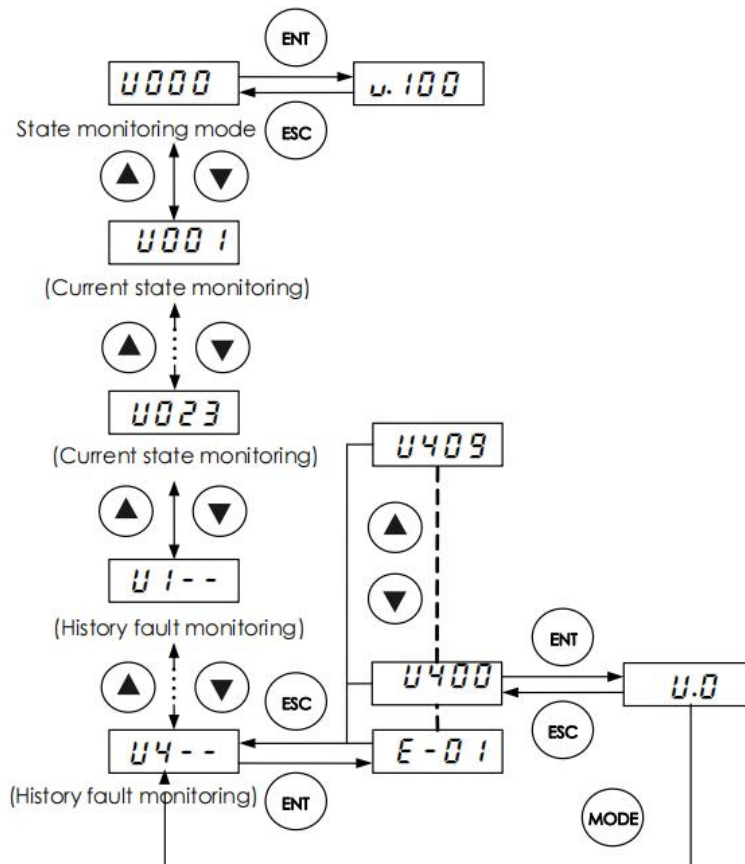 ENT
U000
u.100
State monitoring mode
ESC
U001
(Current state monitoring)
U023
(Current state monitoring)
U409
U1--
(History fault monitoring)
ENT
U400
U.0
ESC
ESC
U4--
E-01
(History fault monitoring)
ENT
MODE